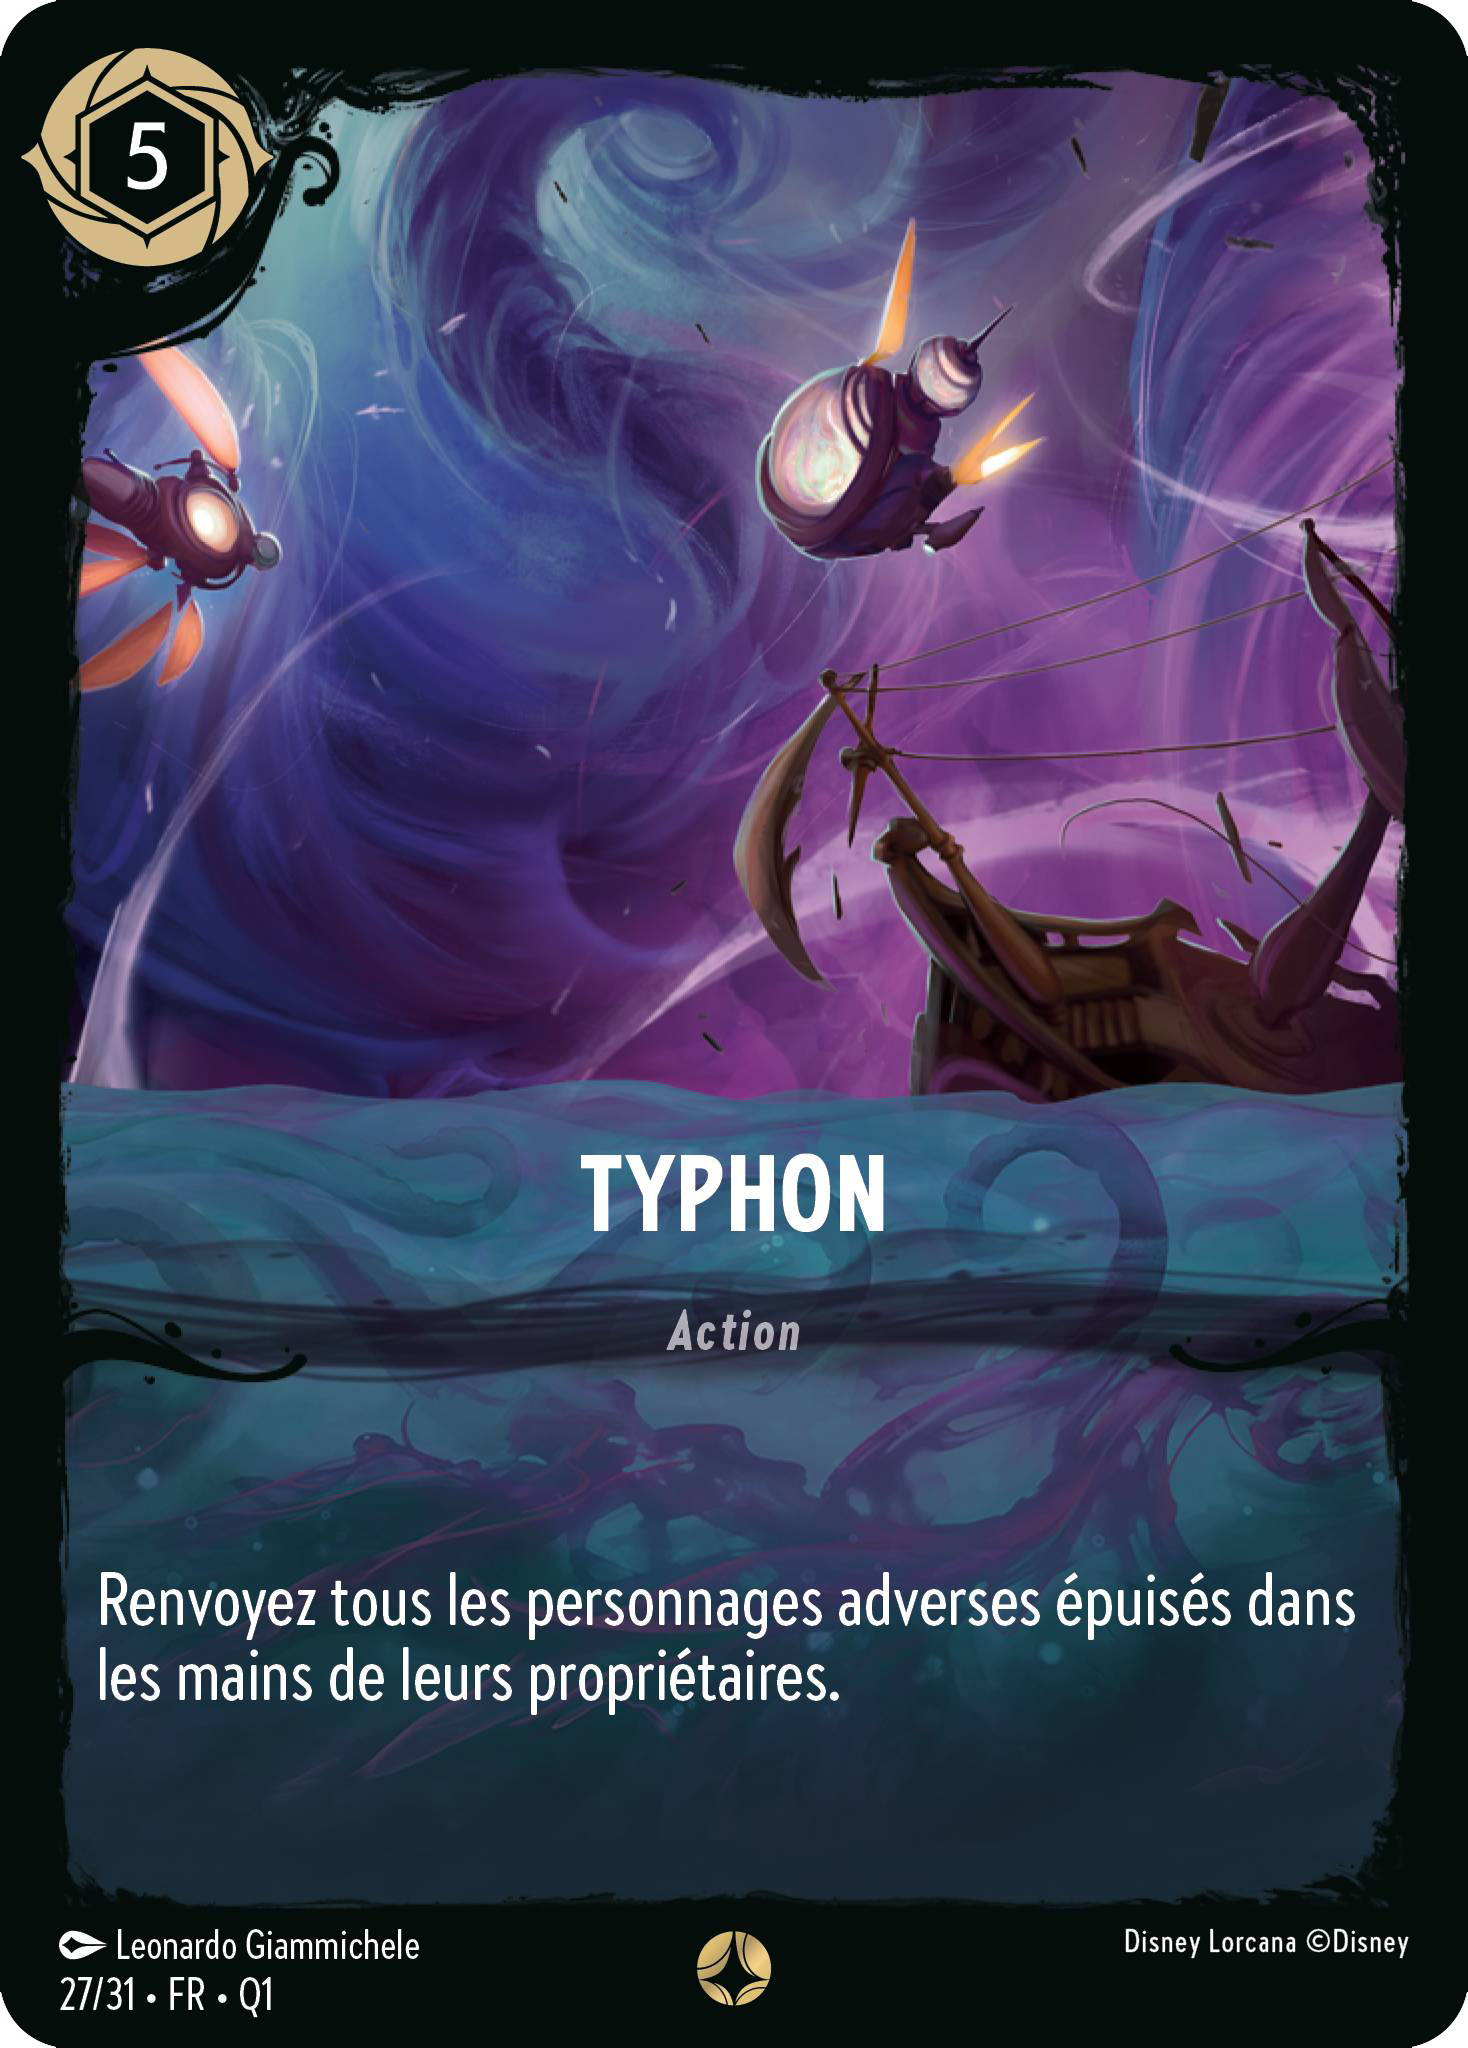 5
TYPHON
Action
Renvoyez tous les personnages adverses épuisés dans
les mains de leurs propriétaires.
Leonardo Giammichele
Disney Lorcana ©Disney
27/31 • FR • Q1